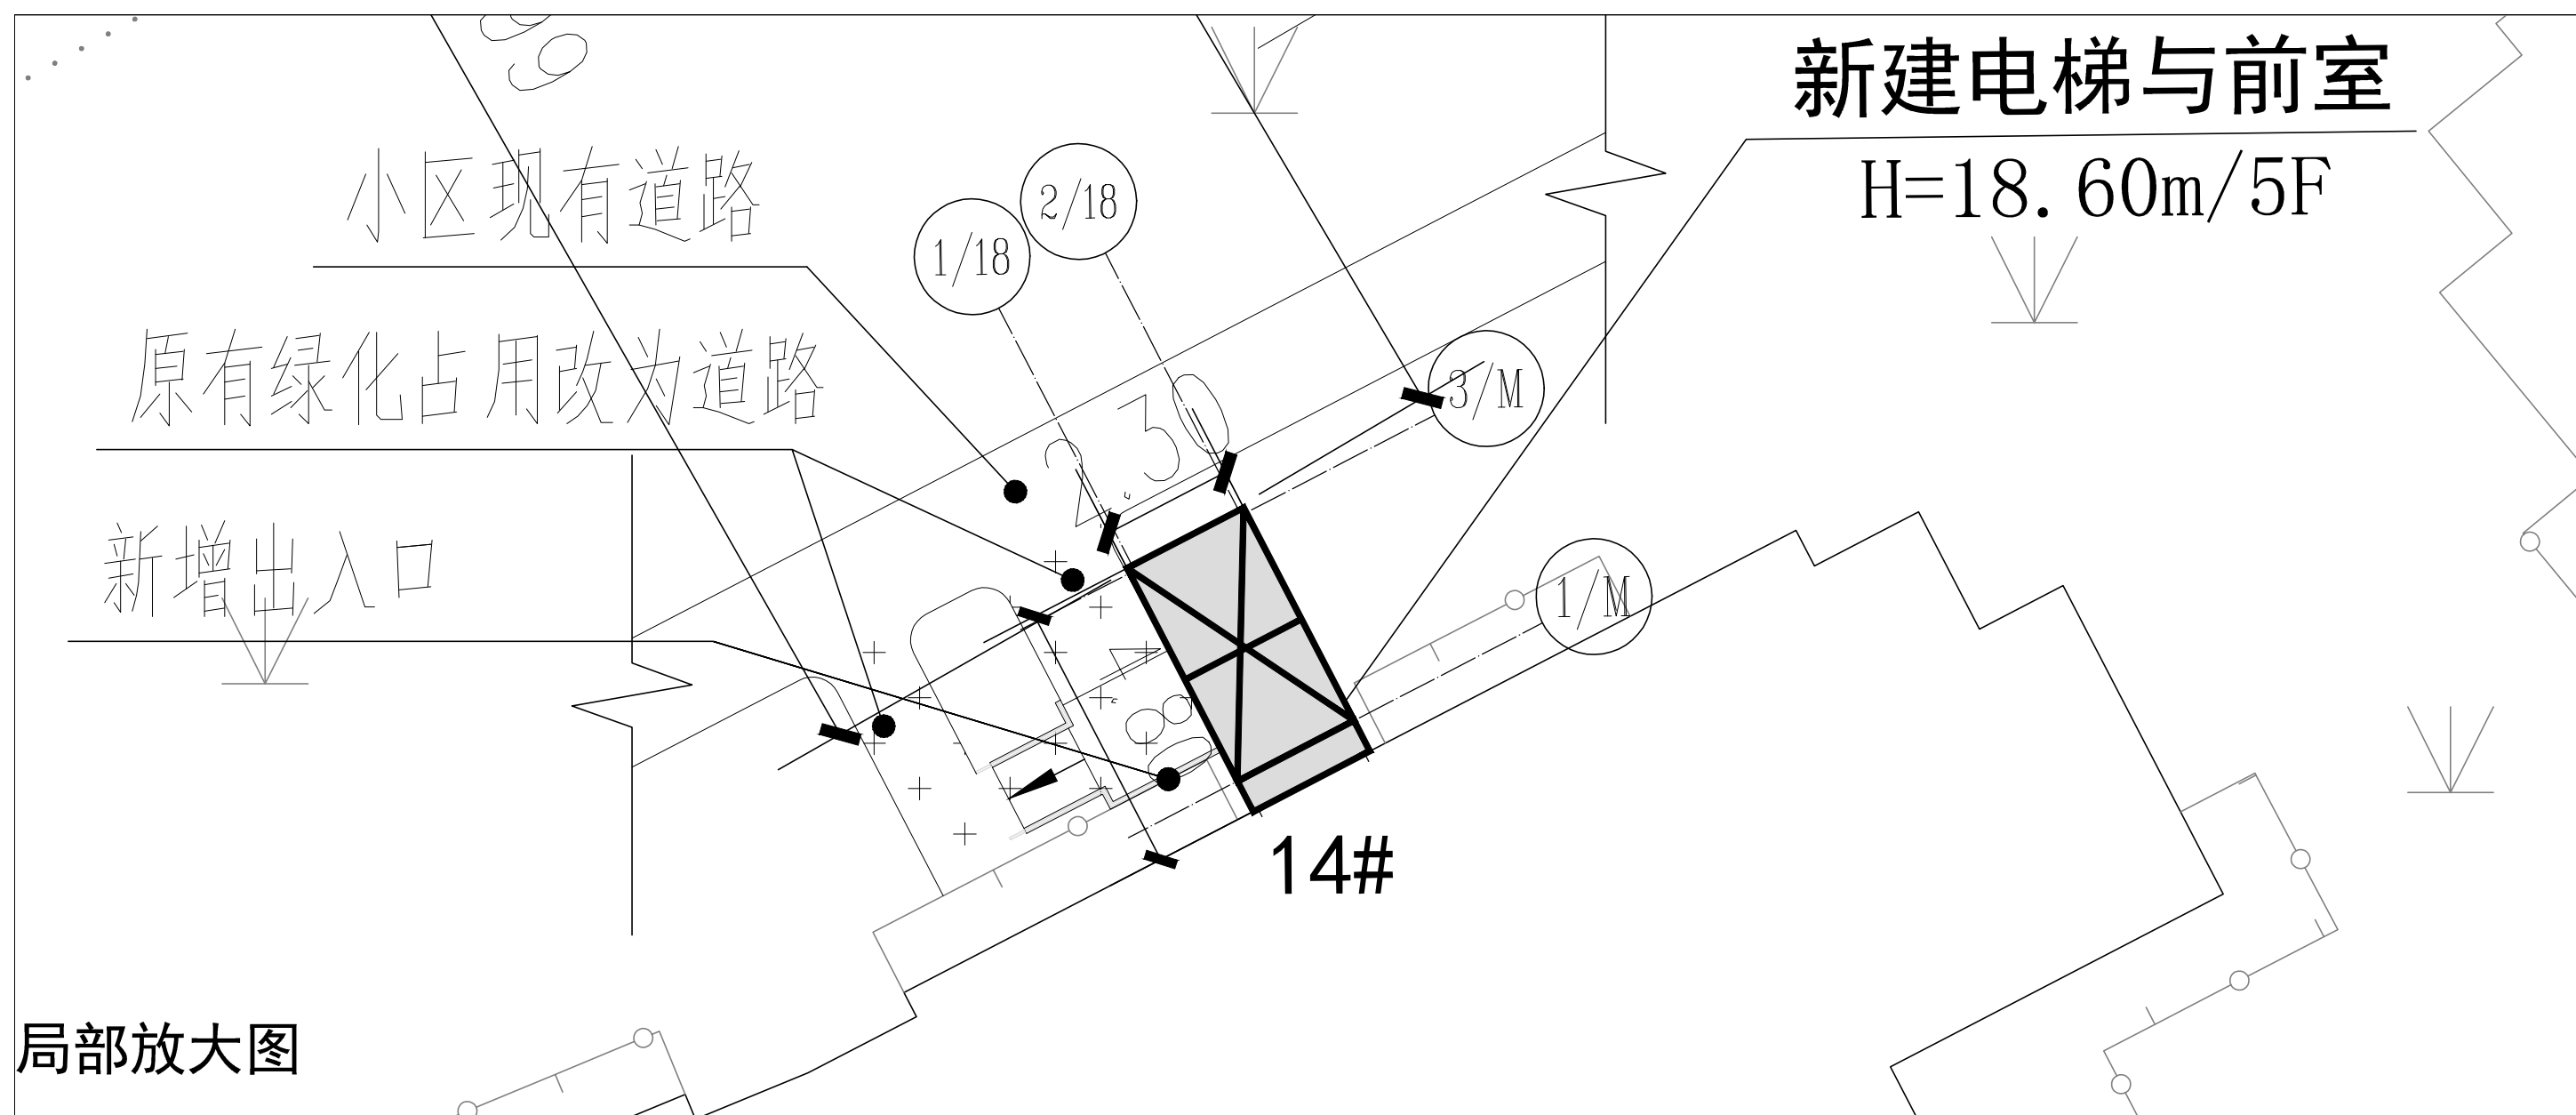 新建电梯与前室
H=18.60m/5F
小区现有道路
2/18
1/18
原有绿化占用改为道路
3/M
2.30
新增出入口
1/M
14#
局部放大图